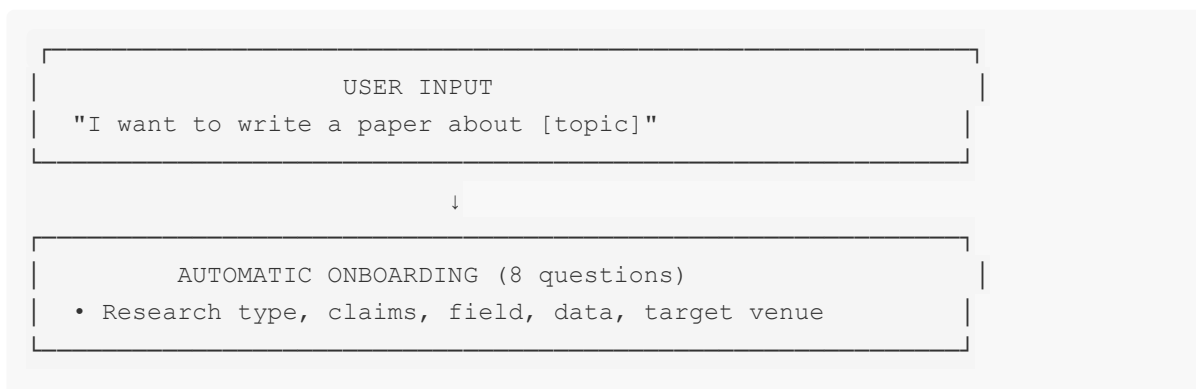 USER INPUT
"I want to write a paper about [topic]"
↓
AUTOMATIC ONBOARDING (8 questions)
• Research type, claims, field, data, target venue